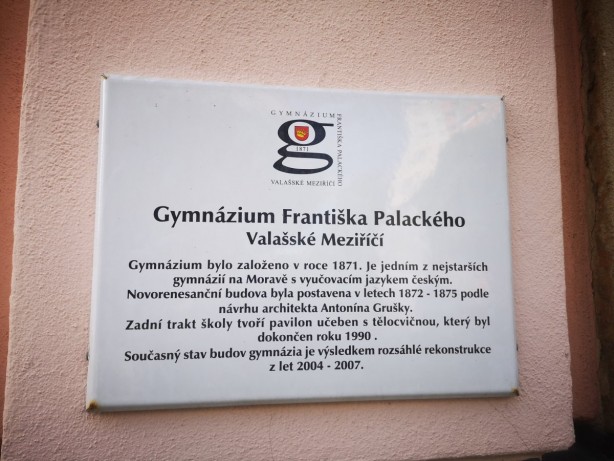 GYMNÁZIUM
FRANTIŠKA PALACKÉHO
g
1871
VALAŠSKÉ MEZIŘÍČÍ
Gymnázium Františka Palackého
Valašské Meziříčí
Gymnázium bylo založeno v roce 1871. Je jedním z nejstarších
gymnázií na Moravě s vyučovacím jazykem českým.
Novorenesanční budova byla postavena v letech 1872 - 1875 podle
návrhu architekta Antonína Grušky.
Zadní trakt školy tvoří pavilon učeben s tělocvičnou, který byl
dokončen roku 1990 .
Současný stav budov gymnázia je výsledkem rozsáhlé rekonstrukce
z let 2004 - 2007.